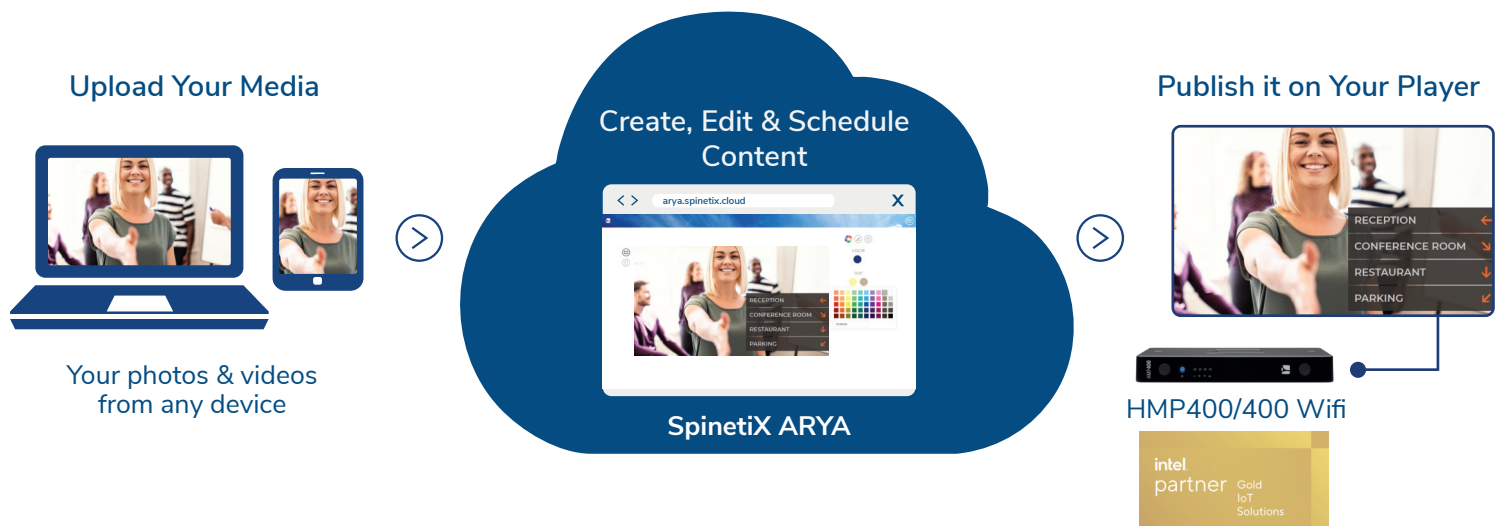 Upload Your Media
Your photos & videos
from any device
Create, Edit & Schedule
Content
arya.spinetix.cloud
X
COLOR
RECEPTION
CONFERENCE ROOM
RESTAURANT
PARKING
SpinetiX ARYA
Publish it on Your Player
RECEPTION
CONFERENCE ROOM
RESTAURANT
PARKING
HMP400
HMP400/400 Wifi
intel
partner
Gold
IoT
Solutions